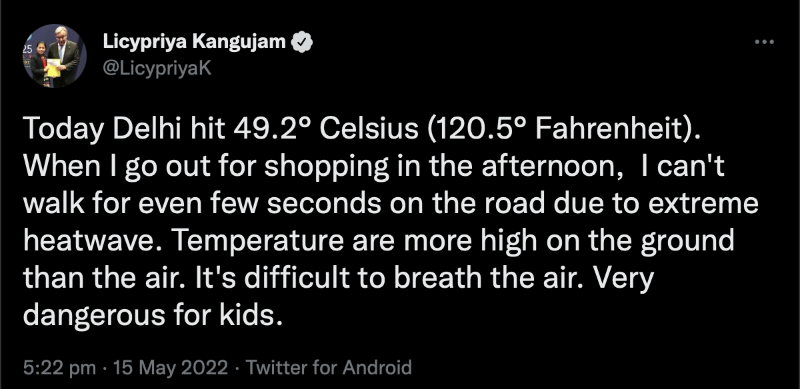 Licypriya Kangujam
@LicypriyaK
Today Delhi hit 49.2° Celsius (120.5° Fahrenheit).
When I go out for shopping in the afternoon,  I can't
walk for even few seconds on the road due to extreme
heatwave. Temperature are more high on the ground
than the air. It's difficult to breath the air. Very
dangerous for kids.
5:22 pm · 15 May 2022 · Twitter for Android